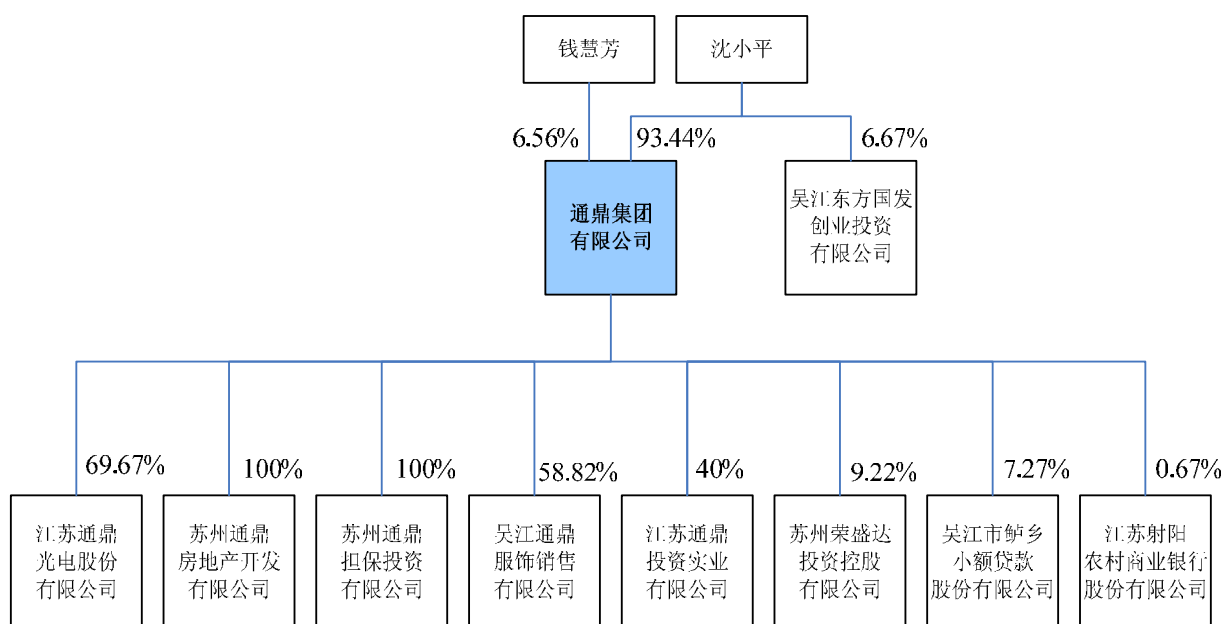 钱慧芳
沈小平
6.56%
93.44%
6.67%
通鼎集团
有限公司
吴江东方国发
创业投资
有限公司
69.67%
100%
100%
58.82%
40%
9.22%
7.27%
0.67%
江苏通鼎
光电股份
有限公司
苏州通鼎
房地产开发
有限公司
苏州通鼎
担保投资
有限公司
吴江通鼎
服饰销售
有限公司
江苏通鼎
投资实业
有限公司
苏州荣盛达
投资控股
有限公司
吴江市鲈乡
小额贷款
股份有限公司
江苏射阳
农村商业银行
股份有限公司